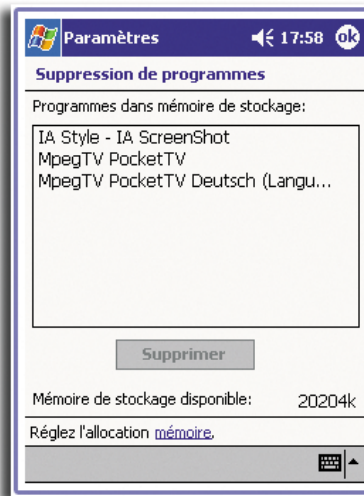 Paramètres 17:58 ok
Suppression de programmes
Programmes dans mémoire de stockage:
IA Style - IA ScreenShot
MpegTV PocketTV
MpegTV PocketTV Deutsch (Langu...
Supprimer
Mémoire de stockage disponible: 20204k
Réglez l'allocation mémoire.